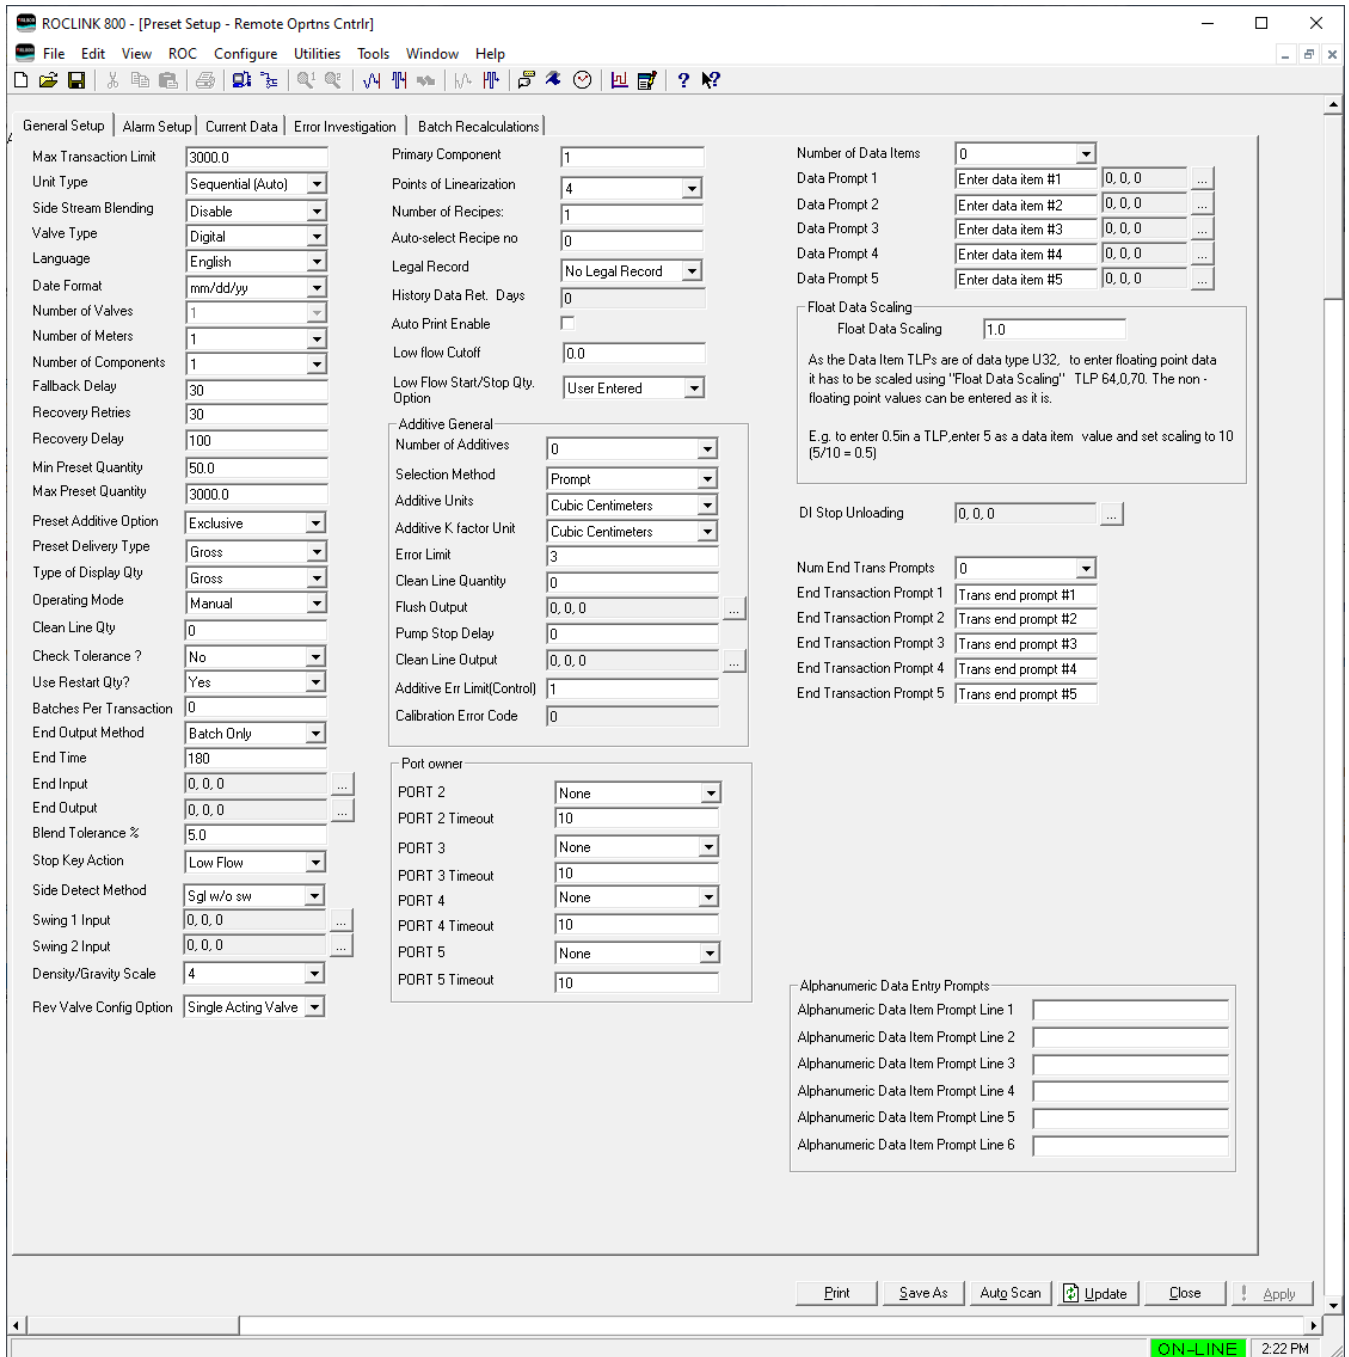 ROCLINK 800 - [Preset Setup - Remote Oprtns Cntrlr]
File Edit View ROC Configure Utilities Tools Window Help
General Setup Alarm Setup Current Data Error Investigation Batch Recalculations
Max Transaction Limit 3000.0
Unit Type Sequential (Auto)
Side Stream Blending Disable
Valve Type Digital
Language English
Date Format mm/dd/yy
Number of Valves 1
Number of Meters 1
Number of Components 1
Fallback Delay 30
Recovery Retries 30
Recovery Delay 100
Min Preset Quantity 50.0
Max Preset Quantity 3000.0
Preset Additive Option Exclusive
Preset Delivery Type Gross
Type of Display Qty Gross
Operating Mode Manual
Clean Line Qty 0
Check Tolerance ? No
Use Restart Qty? Yes
Batches Per Transaction 0
End Output Method Batch Only
End Time 180
End Input 0, 0, 0 ...
End Output 0, 0, 0 ...
Blend Tolerance % 5.0
Stop Key Action Low Flow
Side Detect Method Sgl w/o sw
Swing 1 Input 0, 0, 0 ...
Swing 2 Input 0, 0, 0 ...
Density/Gravity Scale 4
Rev Valve Config Option Single Acting Valve
Primary Component 1
Points of Linearization 4
Number of Recipes: 1
Auto-select Recipe no 0
Legal Record No Legal Record
History Data Ret. Days 0
Auto Print Enable
Low flow Cutoff 0.0
Low Flow Start/Stop Qty. User Entered
Option
Additive General
Number of Additives 0
Selection Method Prompt
Additive Units Cubic Centimeters
Additive K factor Unit Cubic Centimeters
Error Limit 3
Clean Line Quantity 0
Flush Output 0, 0, 0 ...
Pump Stop Delay 0
Clean Line Output 0, 0, 0 ...
Additive Err Limit(Control) 1
Calibration Error Code 0
Port owner
PORT 2 None
PORT 2 Timeout 10
PORT 3 None
PORT 3 Timeout 10
PORT 4 None
PORT 4 Timeout 10
PORT 5 None
PORT 5 Timeout 10
Number of Data Items 0
Data Prompt 1 Enter data item #1 0, 0, 0 ...
Data Prompt 2 Enter data item #2 0, 0, 0 ...
Data Prompt 3 Enter data item #3 0, 0, 0 ...
Data Prompt 4 Enter data item #4 0, 0, 0 ...
Data Prompt 5 Enter data item #5 0, 0, 0 ...
Float Data Scaling
Float Data Scaling 1.0
As the Data Item TLPs are of data type U32, to enter floating point data
it has to be scaled using "Float Data Scaling" TLP 64,0,70. The non -
floating point values can be entered as it is.
E.g. to enter 0.5in a TLP,enter 5 as a data item value and set scaling to 10
(5/10 = 0.5)
DI Stop Unloading 0, 0, 0 ...
Num End Trans Prompts 0
End Transaction Prompt 1 Trans end prompt #1
End Transaction Prompt 2 Trans end prompt #2
End Transaction Prompt 3 Trans end prompt #3
End Transaction Prompt 4 Trans end prompt #4
End Transaction Prompt 5 Trans end prompt #5
Alphanumeric Data Entry Prompts
Alphanumeric Data Item Prompt Line 1
Alphanumeric Data Item Prompt Line 2
Alphanumeric Data Item Prompt Line 3
Alphanumeric Data Item Prompt Line 4
Alphanumeric Data Item Prompt Line 5
Alphanumeric Data Item Prompt Line 6
Print Save As Auto Scan Update Close ! Apply
ON-LINE 2:22 PM